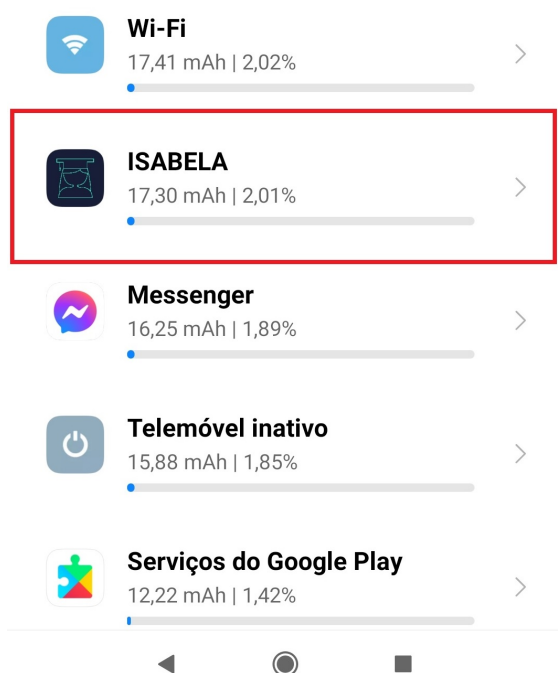 Wi-Fi
17,41 mAh | 2,02%
ISABELA
17,30 mAh | 2,01%
Messenger
16,25 mAh | 1,89%
Telemóvel inativo
15,88 mAh | 1,85%
Serviços do Google Play
12,22 mAh | 1,42%